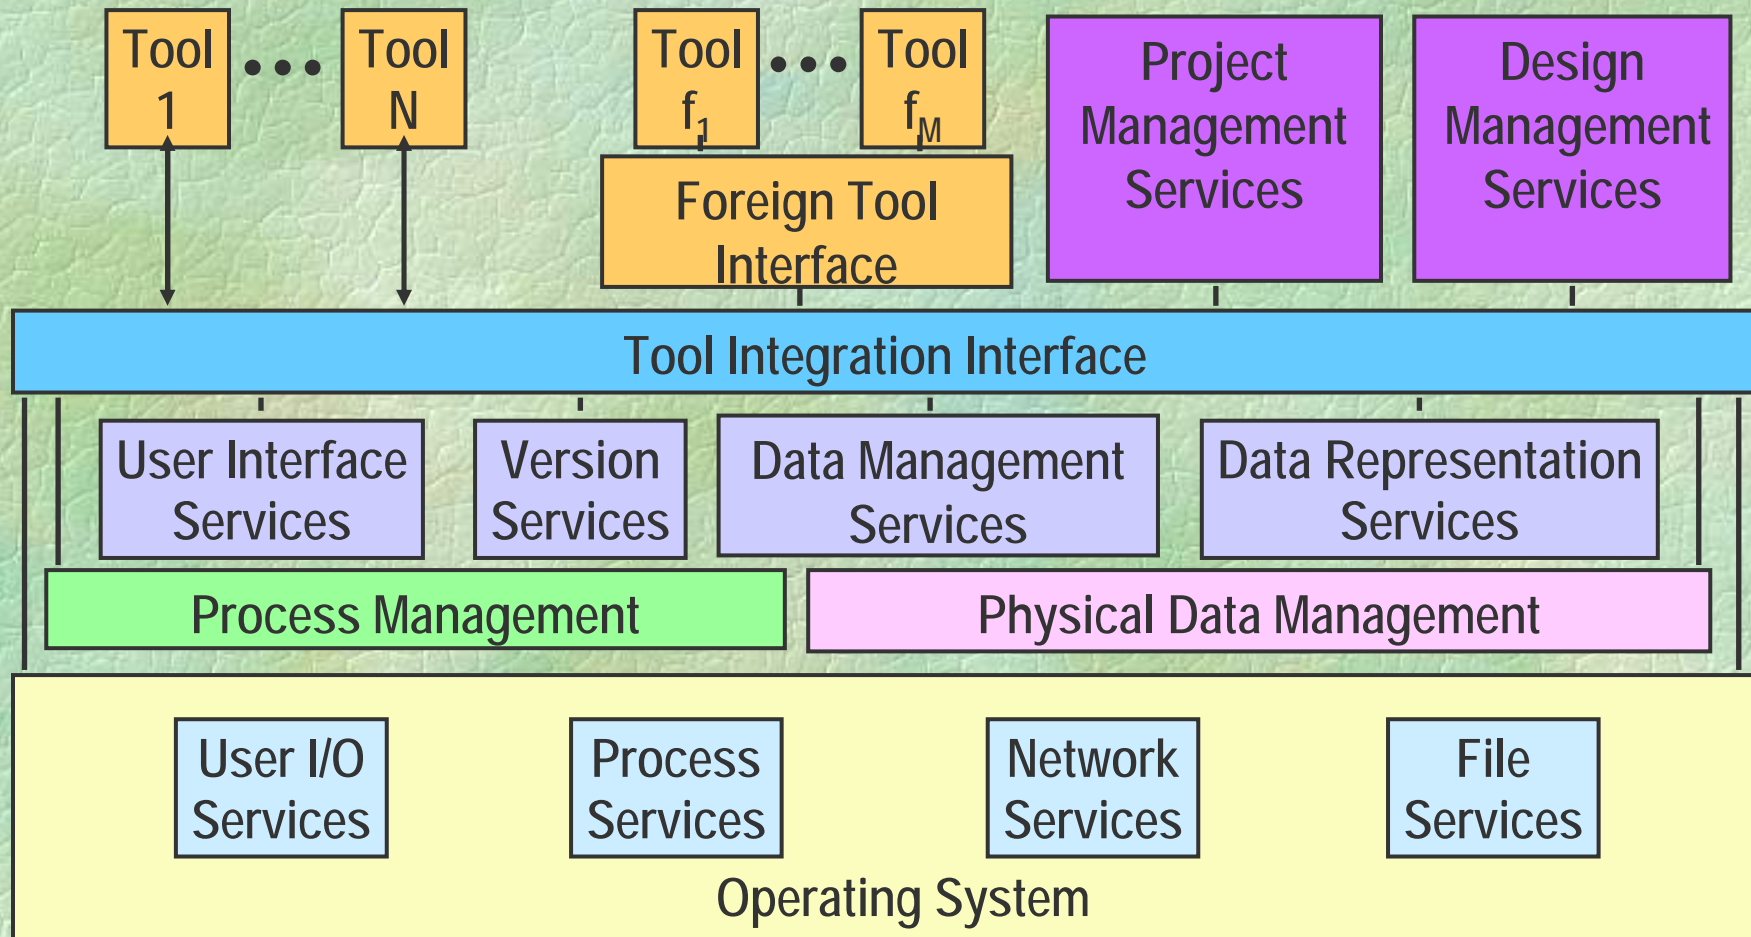 Tool
1
Tool
N
Tool
f1
Tool
fM
Project
Management
Services
Design
Management
Services
Foreign Tool
Interface
Tool Integration Interface
User Interface
Services
Version
Services
Data Management
Services
Data Representation
Services
Process Management
Physical Data Management
User I/O
Services
Process
Services
Network
Services
File
Services
Operating System